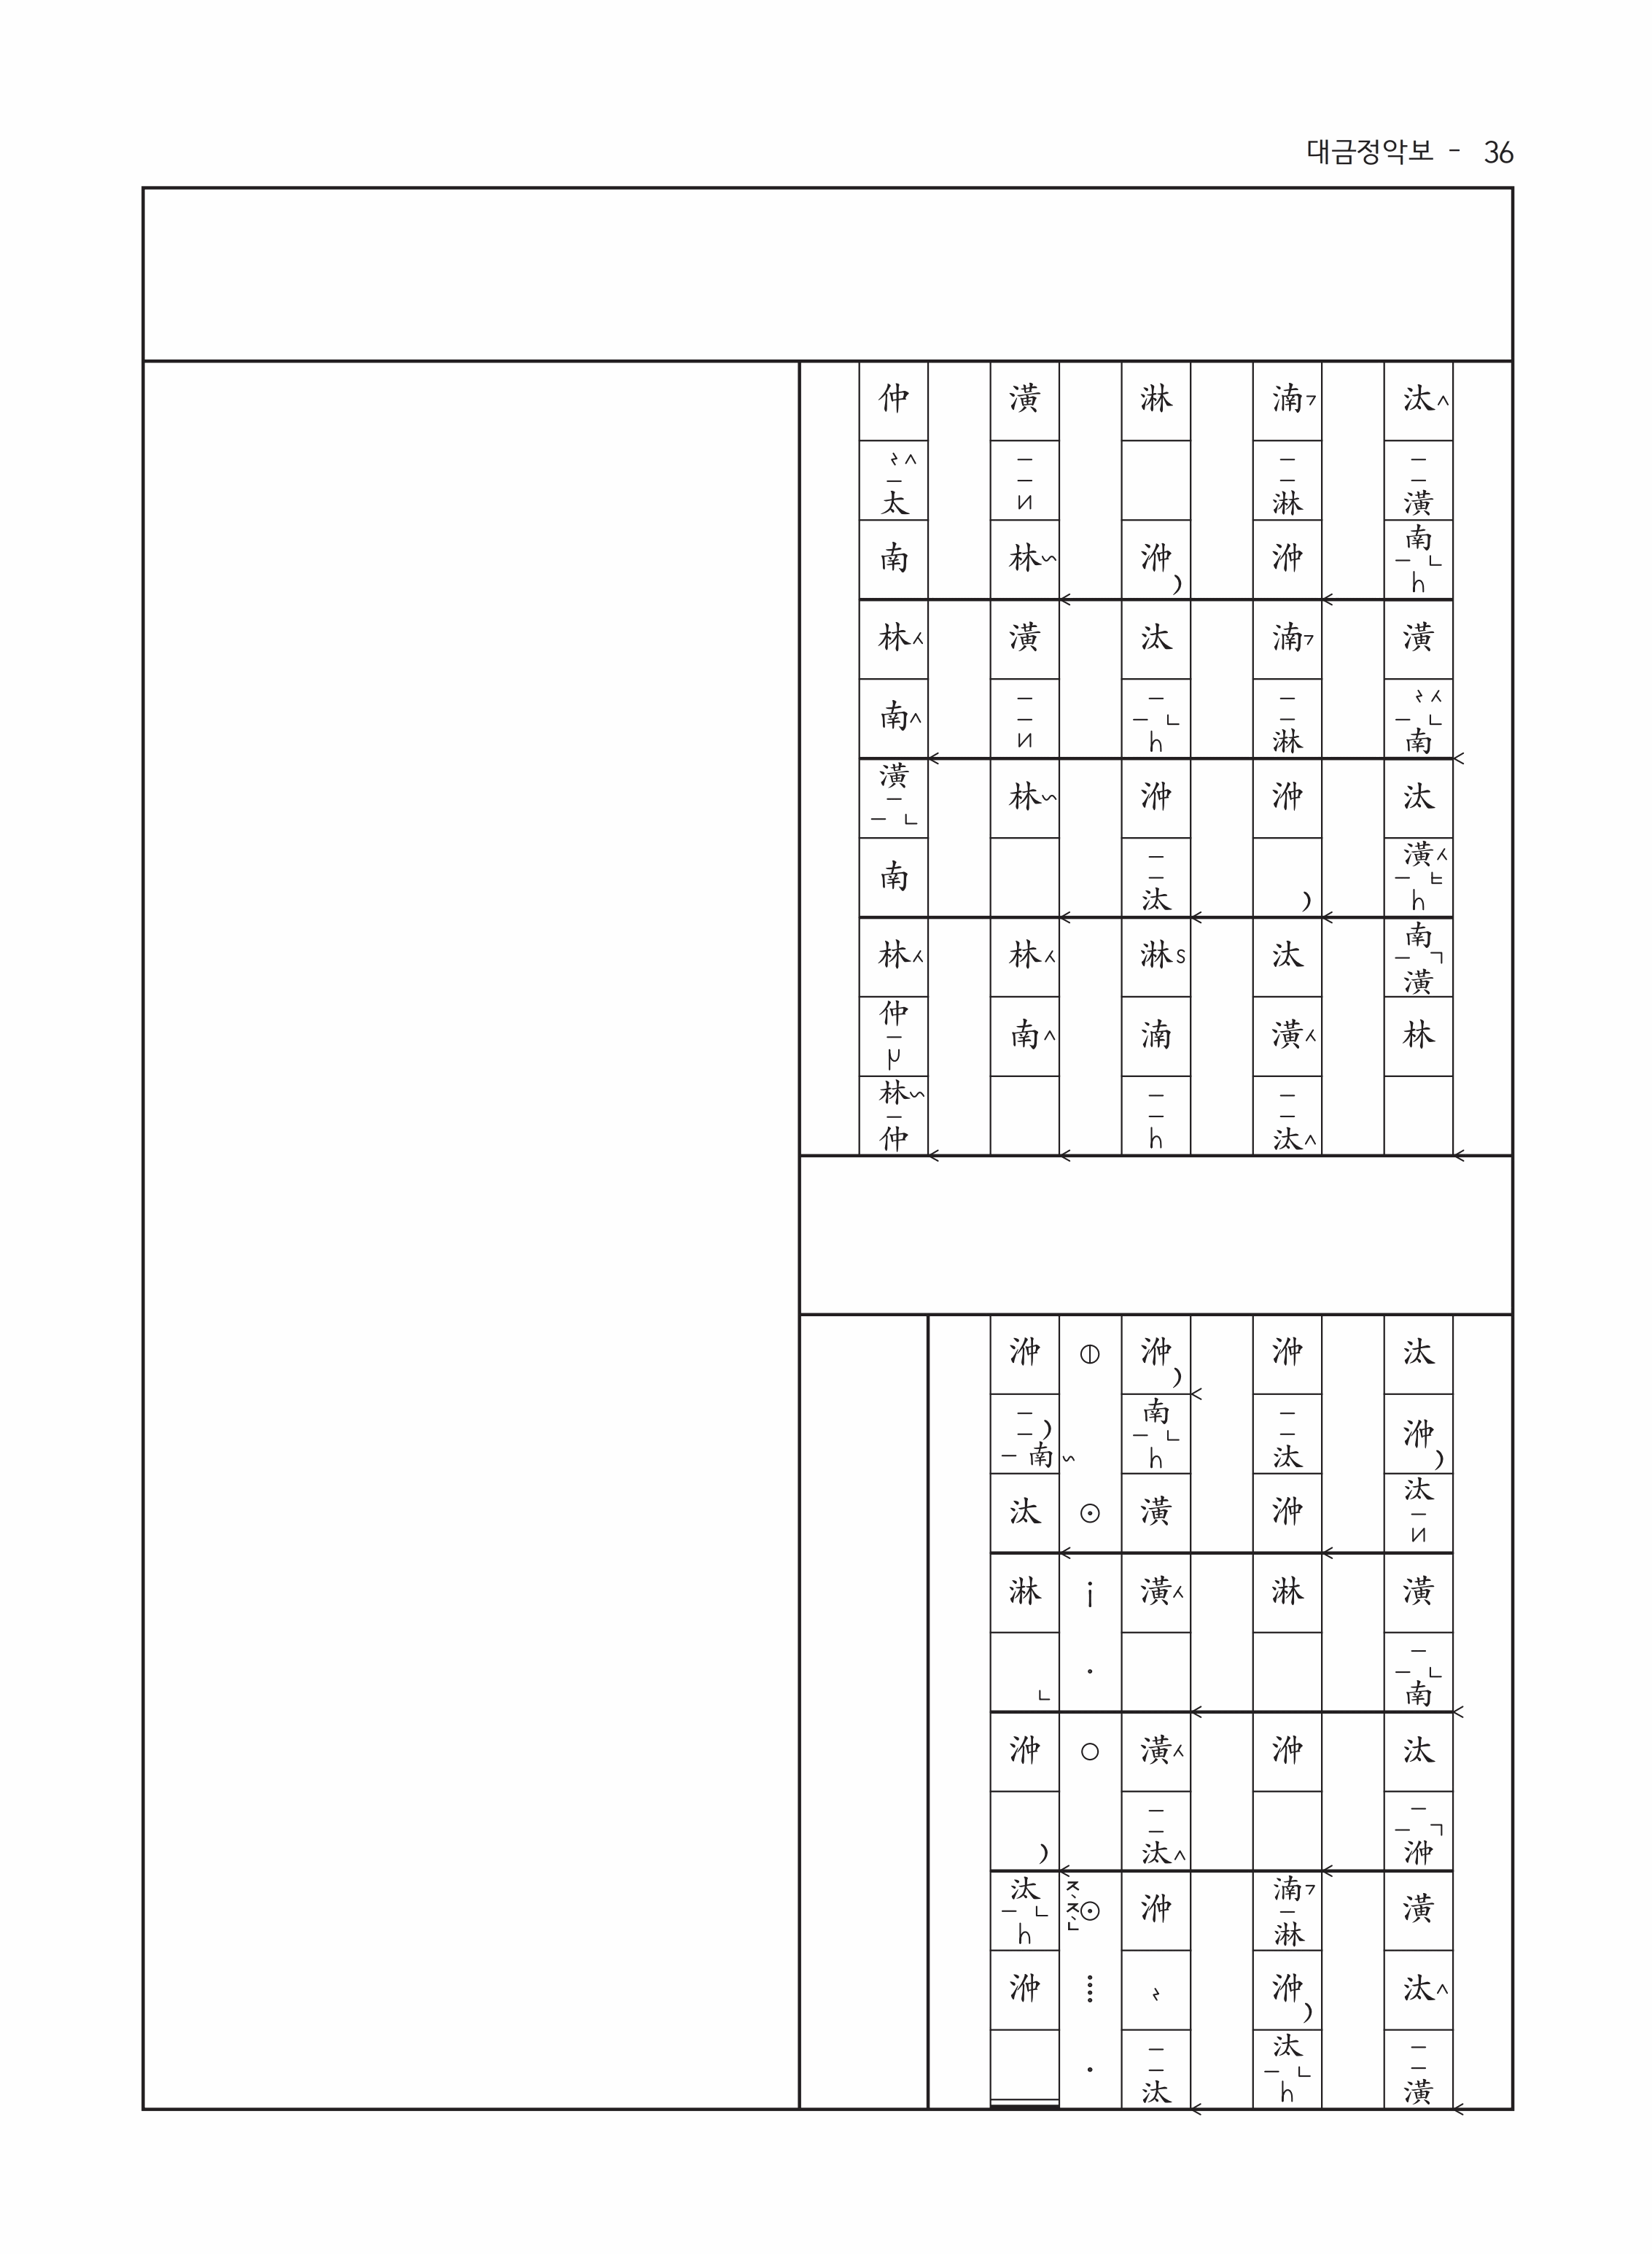 대금정악보 - 36
汰 潢 南 潢 南 汰 潢 南 潢 林
湳 淋 㳞 湳 淋 㳞 汰 潢 汰
淋 㳞 汰 㳞 汰 淋 湳
潢 林 潢 林 林 南
仲 太 南 林 南 潢 南 林 仲 林 仲
汰 㳞 汰 潢 南 汰 㳞 潢 汰 潢
㳞 汰 㳞 淋 㳞 湳 淋 㳞 汰
㳞 南 潢 潢 潢 汰 㳞 汰
㳞 南 汰 淋 㳞 汰 㳞